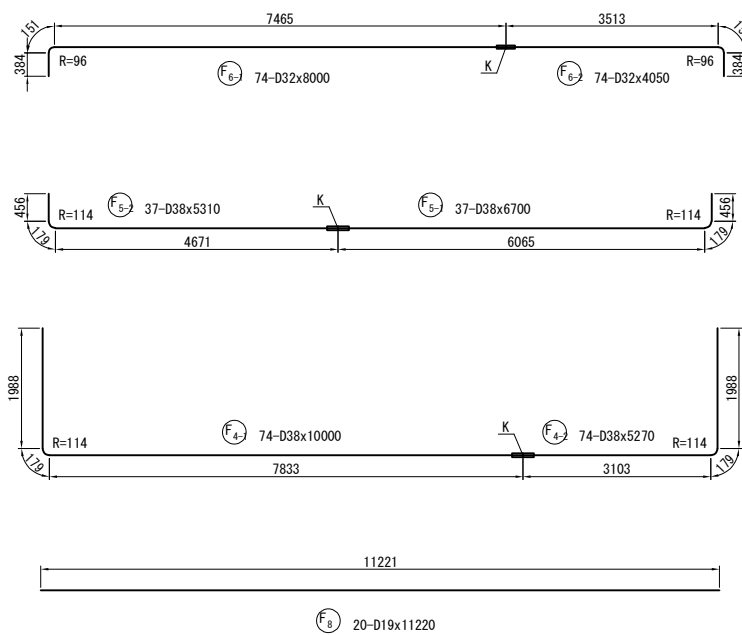 7465
3513
151
384
R=96
R=96
384
K
F6-1 74-D32x8000
F6-2 74-D32x4050
456
179
R=114
F5-2 37-D38x5310
K
F5-1 37-D38x6700
R=114
456
179
4671
6065
1988
179
R=114
F4-1 74-D38x10000
K
F4-2 74-D38x5270
R=114
1988
179
7833
3103
11221
F8 20-D19x11220